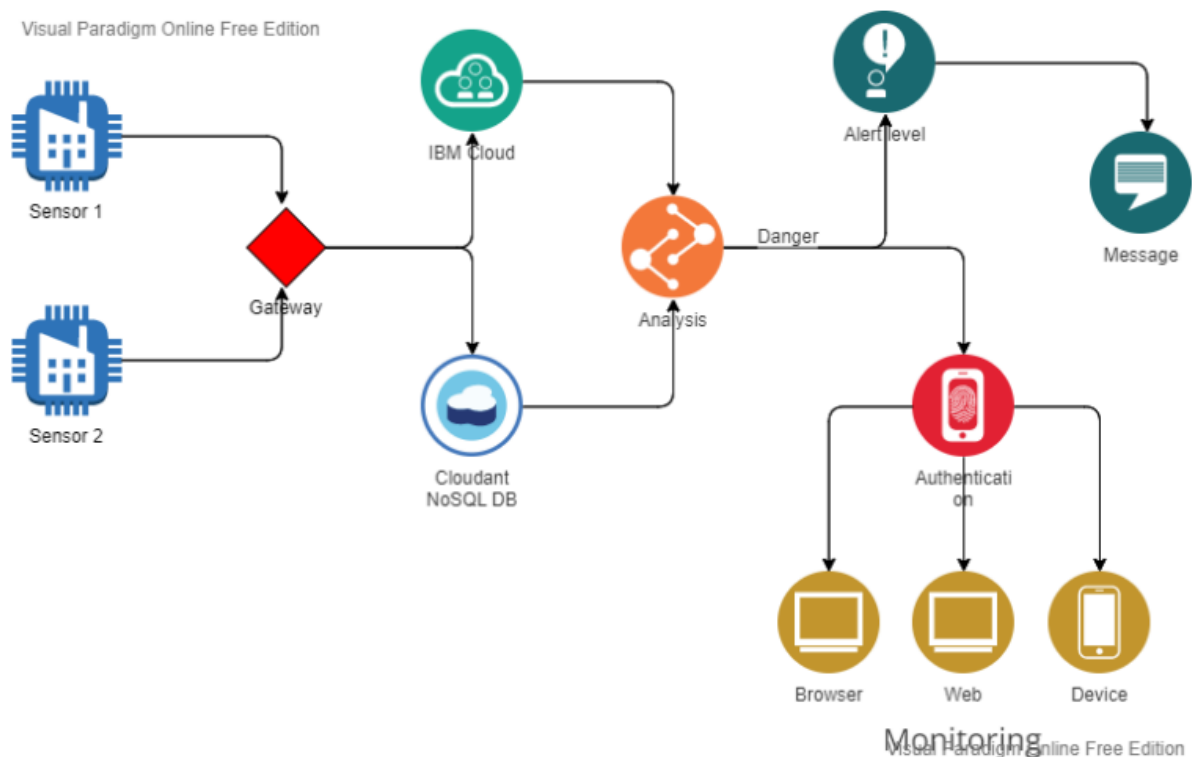 Visual Paradigm Online Free Edition
Sensor 1
Sensor 2
Gateway
IBM Cloud
Cloudant
NoSQL DB
Analysis
Danger
Alert level
Message
Authenticati
on
Browser
Web
Device
Monitoring
Visual Paradigm Online Free Edition